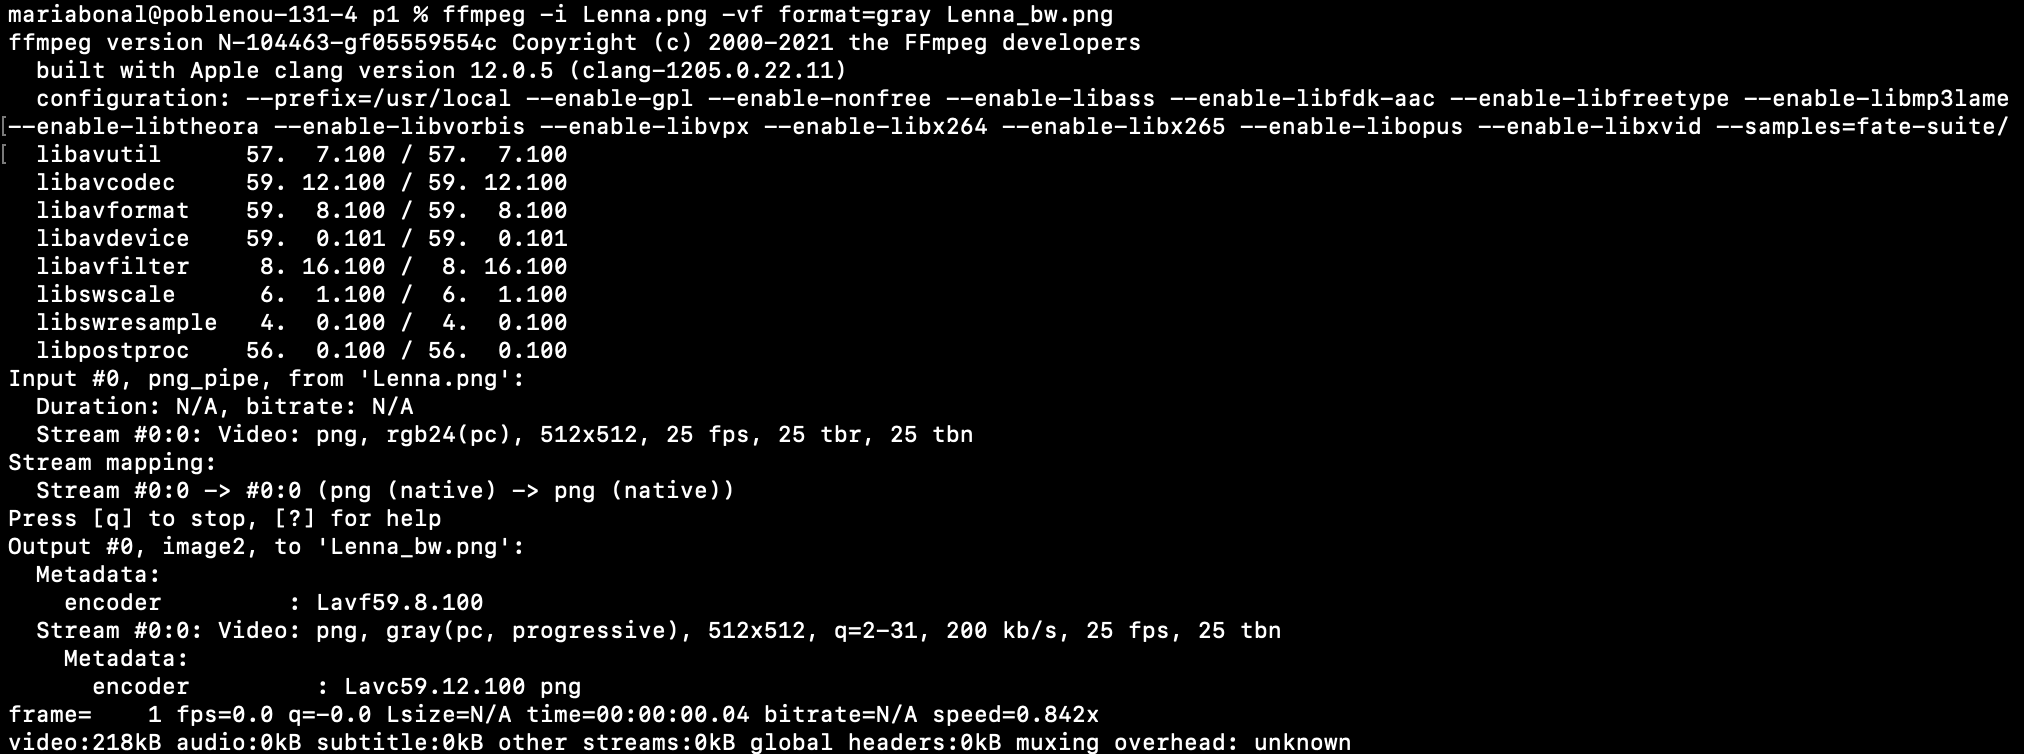 mariabonal@poblenou-131-4 p1 % ffmpeg -i Lenna.png -vf format=gray Lenna_bw.png
ffmpeg version N-104463-gf05559554c Copyright (c) 2000-2021 the FFmpeg developers
  built with Apple clang version 12.0.5 (clang-1205.0.22.11)
  configuration: --prefix=/usr/local --enable-gpl --enable-nonfree --enable-libass --enable-libfdk-aac --enable-libfreetype --enable-libmp3lame
[--enable-libtheora --enable-libvorbis --enable-libvpx --enable-libx264 --enable-libx265 --enable-libopus --enable-libxvid --samples=fate-suite/
[ libavutil      57.  7.100 / 57.  7.100
  libavcodec     59. 12.100 / 59. 12.100
  libavformat    59.  8.100 / 59.  8.100
  libavdevice    59.  0.101 / 59.  0.101
  libavfilter     8. 16.100 /  8. 16.100
  libswscale      6.  1.100 /  6.  1.100
  libswresample   4.  0.100 /  4.  0.100
  libpostproc    56.  0.100 / 56.  0.100
Input #0, png_pipe, from 'Lenna.png':
  Duration: N/A, bitrate: N/A
  Stream #0:0: Video: png, rgb24(pc), 512x512, 25 fps, 25 tbr, 25 tbn
Stream mapping:
  Stream #0:0 -> #0:0 (png (native) -> png (native))
Press [q] to stop, [?] for help
Output #0, image2, to 'Lenna_bw.png':
  Metadata:
    encoder         : Lavf59.8.100
  Stream #0:0: Video: png, gray(pc, progressive), 512x512, q=2-31, 200 kb/s, 25 fps, 25 tbn
    Metadata:
      encoder         : Lavc59.12.100 png
frame=    1 fps=0.0 q=-0.0 Lsize=N/A time=00:00:00.04 bitrate=N/A speed=0.842x
video:218kB audio:0kB subtitle:0kB other streams:0kB global headers:0kB muxing overhead: unknown